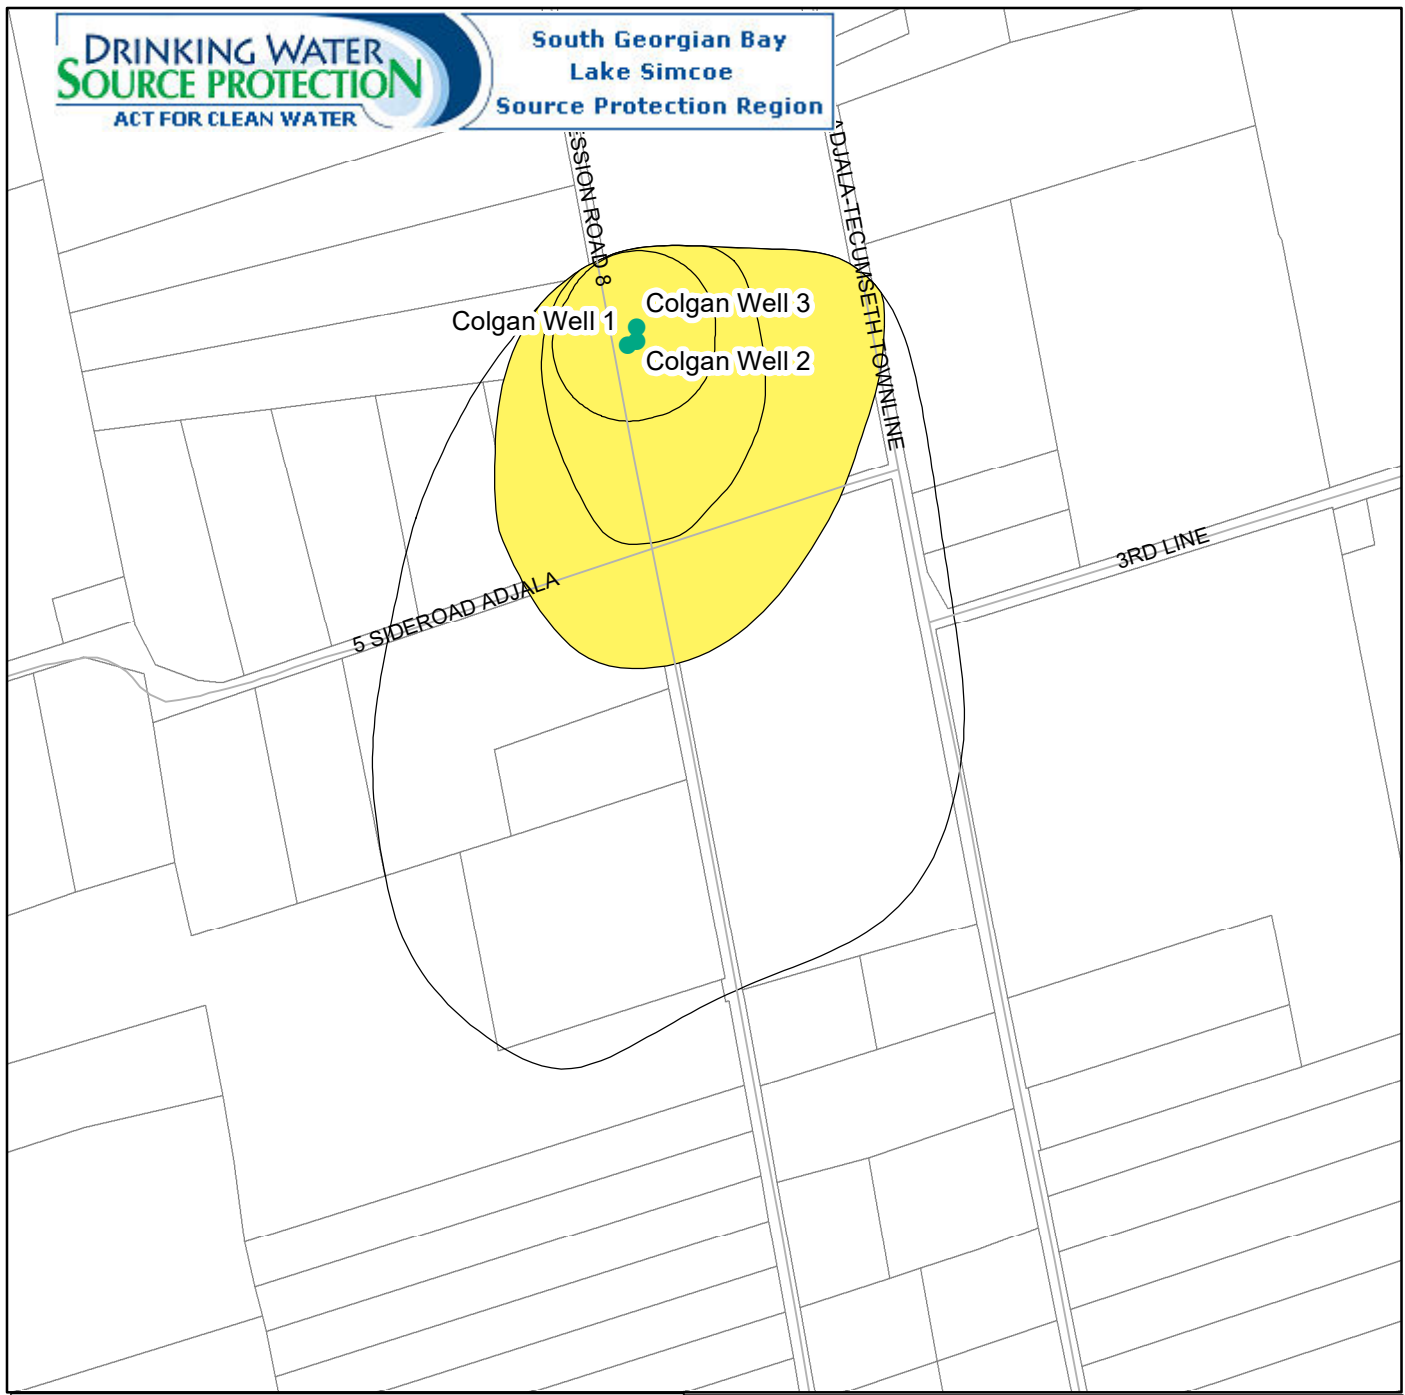 DRINKING WATER
SOURCE PROTECTION
ACT FOR CLEAN WATER
South Georgian Bay
Lake Simcoe
Source Protection Region
ESSION ROAD 8
ADJALA-TECUMSETH TOWNLINE
Colgan Well 3
Colgan Well 1
Colgan Well 2
3RD LINE
5 SIDEROAD ADJALA